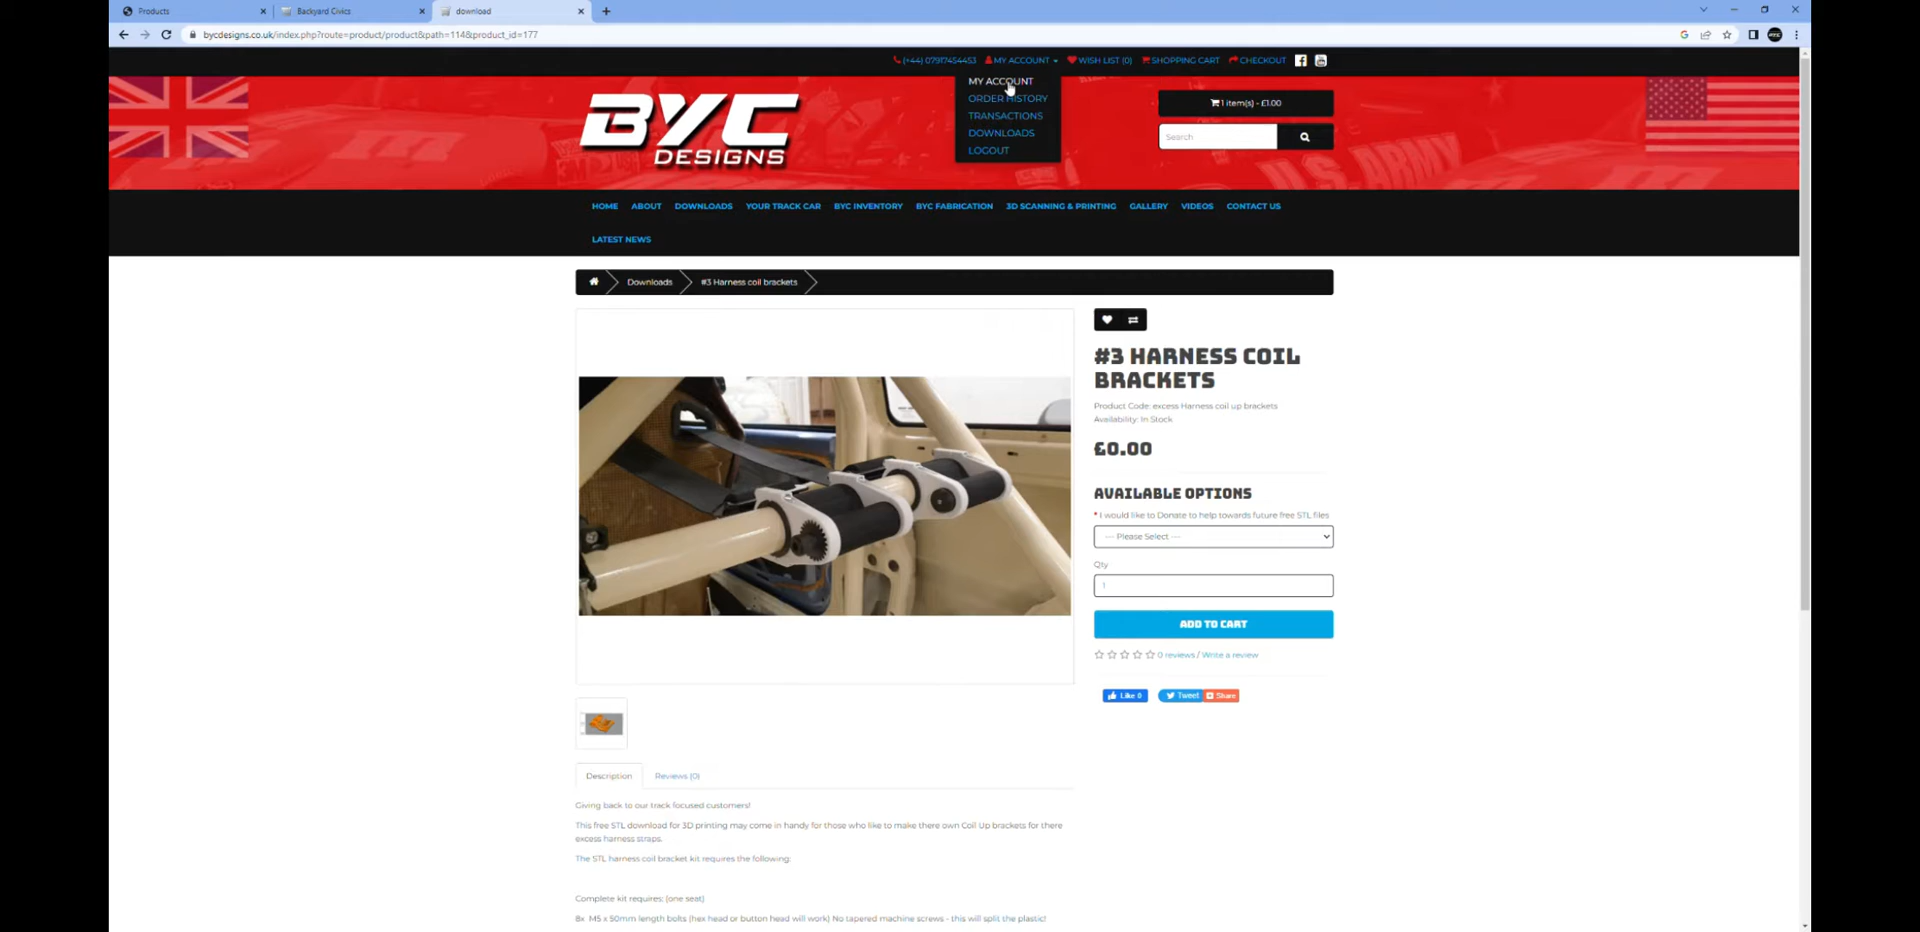 Products
Backyard Civics
download
bycdesigns.co.uk/index.php?route=product/product&path=114&product_id=177
(+44) 07917454453 MY ACCOUNT WISH LIST (0) SHOPPING CART CHECKOUT
MY ACCOUNT
ORDER HISTORY
TRANSACTIONS
DOWNLOADS
LOGOUT
BYC
DESIGNS
1 item(s) - £1.00
Search
U.S. ARMY
HOME ABOUT DOWNLOADS YOUR TRACK CAR BYC INVENTORY BYC FABRICATION 3D SCANNING & PRINTING GALLERY VIDEOS CONTACT US
LATEST NEWS
Downloads #3 Harness coil brackets
#3 HARNESS COIL
BRACKETS
Product Code: excess Harness coil up brackets
Availability: In Stock
£0.00
AVAILABLE OPTIONS
* I would like to Donate to help towards future free STL files
--- Please Select ---
Qty
1
ADD TO CART
0 reviews / Write a review
Like 0 Tweet Share
Description Reviews (0)
Giving back to our track focused customers!
This free STL download for 3D printing may come in handy for those who like to make there own Coil Up brackets for there
excess harness straps.
The STL harness coil bracket kit requires the following:
Complete kit requires: (one seat)
8x M5 x 50mm length bolts (hex head or button head will work) No tapered machine screws - this will split the plastic!